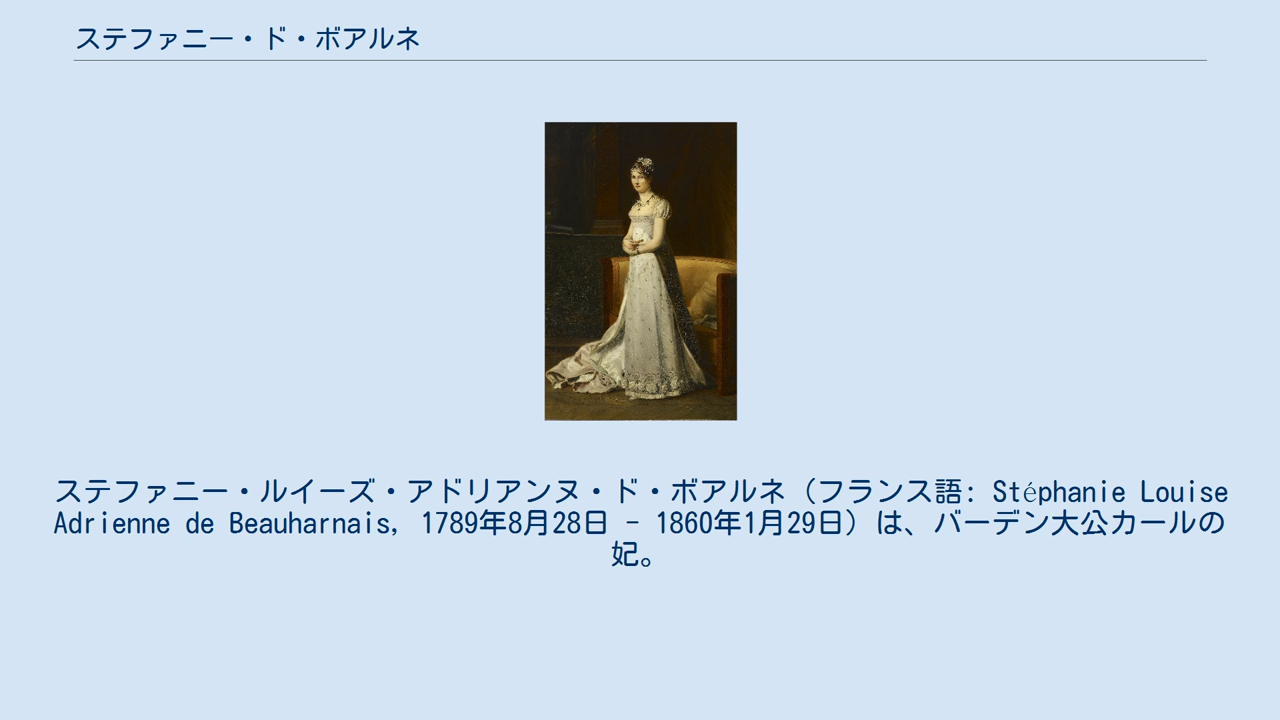 ステファニー・ド・ボアルネ
ステファニー・ルイーズ・アドリアンヌ・ド・ボアルネ（フランス語: Stéphanie Louise
Adrienne de Beauharnais, 1789年8月28日 - 1860年1月29日）は、バーデン大公カールの
妃。